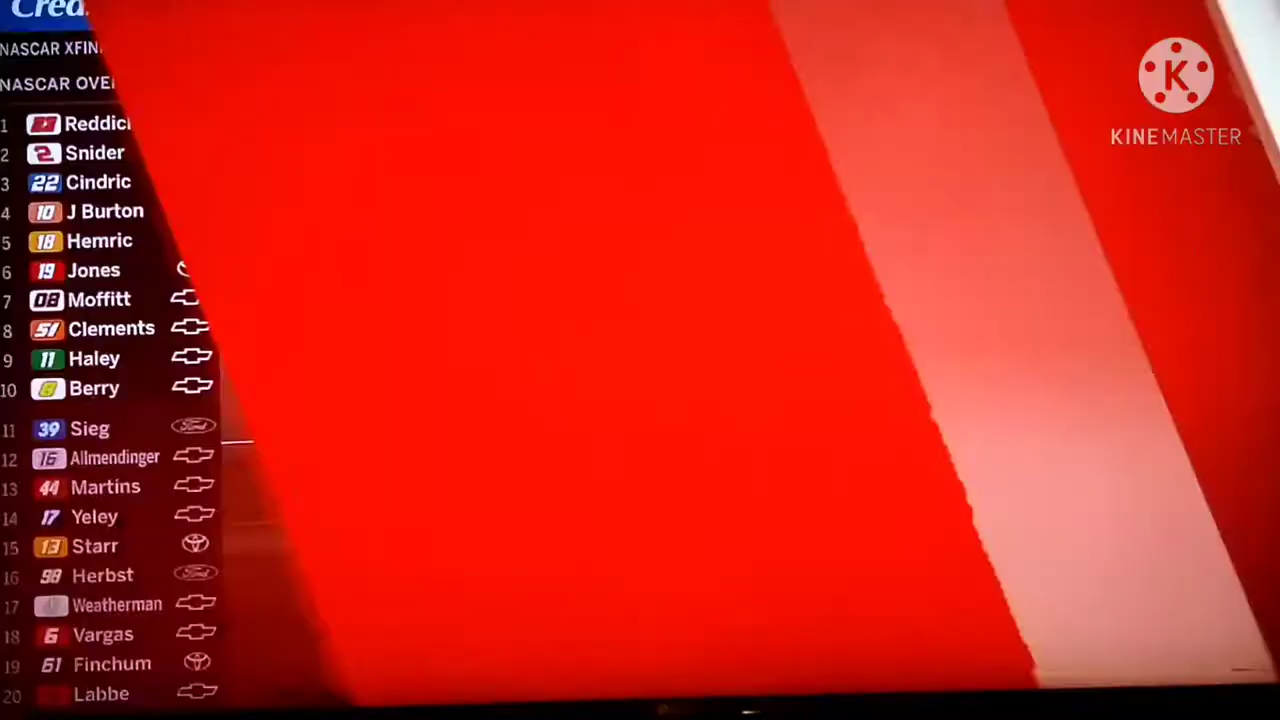 Cred
NASCAR XFIN
NASCAR OVE
1 Reddic
2 2 Snider
3 22 Cindric
4 10 J Burton
5 18 Hemric
6 19 Jones
7 08 Moffitt
8 51 Clements
9 11 Haley
10 8 Berry
11 39 Sieg Ford
12 16 Allmendinger
13 44 Martins
14 17 Yeley
15 13 Starr
16 98 Herbst Ford
17 Weatherman
18 6 Vargas
19 61 Finchum
20 Labbe
K
KINEMASTER